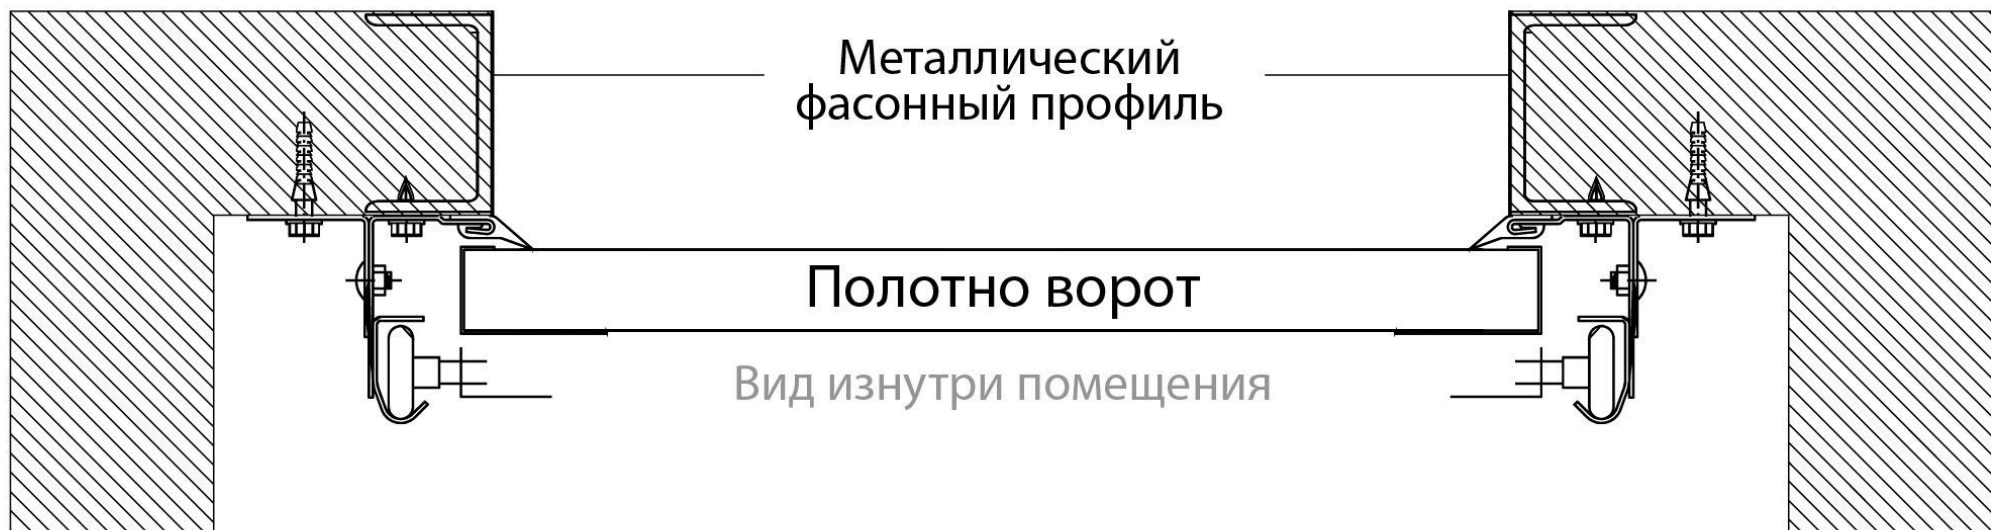 Металлический
фасонный профиль
Полотно ворот
Вид изнутри помещения